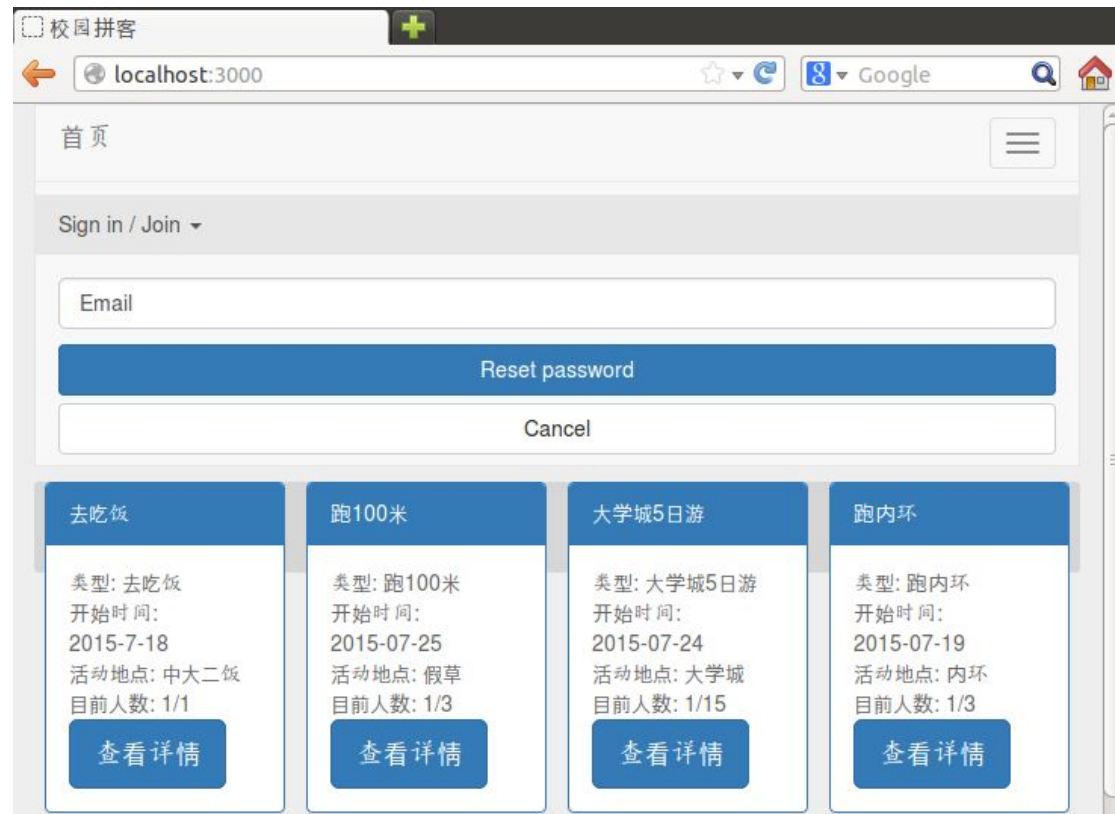 校园拼客
localhost:3000
Google
首页
Sign in / Join
Email
Reset password
Cancel
去吃饭
类型: 去吃饭
开始时间:
2015-7-18
活动地点: 中大二饭
目前人数: 1/1
查看详情
跑100米
类型: 跑100米
开始时间:
2015-07-25
活动地点: 假草
目前人数: 1/3
查看详情
大学城5日游
类型: 大学城5日游
开始时间:
2015-07-24
活动地点: 大学城
目前人数: 1/15
查看详情
跑内环
类型: 跑内环
开始时间:
2015-07-19
活动地点: 内环
目前人数: 1/3
查看详情